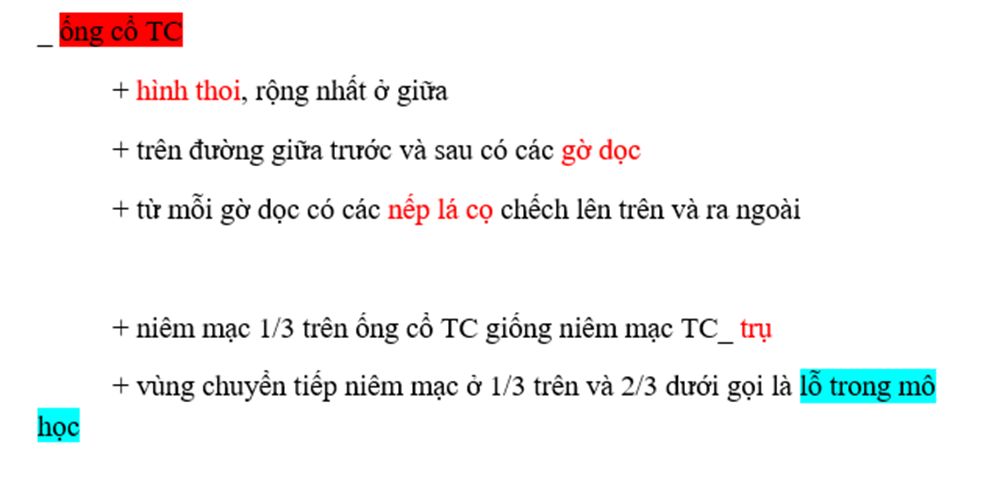 _ ống cổ TC
+ hình thoi, rộng nhất ở giữa
+ trên đường giữa trước và sau có các gờ dọc
+ từ mỗi gờ dọc có các nếp lá cọ chếch lên trên và ra ngoài
+ niêm mạc 1/3 trên ống cổ TC giống niêm mạc TC_ trụ
+ vùng chuyển tiếp niêm mạc ở 1/3 trên và 2/3 dưới gọi là lỗ trong mô
học